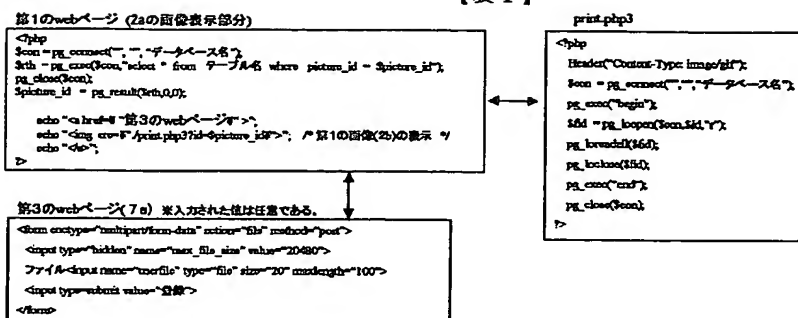 【表1】
第1のwebページ (2aの画像表示部分)
<?php
$con = pg_connect("", "", "データベース名");
$rth = pg_exec($con,"select * from テーブル名 where picture_id = $picture_id");
pg_close($con);
$picture_id = pg_result($rth,0,0);
echo "<a href=¥"第3のwebページ¥">";
echo "<img src=¥"/print.php3?id=$picture_id¥">"; /* 第1の画像(2b)の表示 */
echo "</a>";
?>
第3のwebページ(7a) ※入力された値は任意である。
<form enctype="multipart/form-data" action="file" method="post">
<input type="hidden" name="max_file_size" value="20480">
ファイル<input name="userfile" type="file" size="20" maxlength="100">
<input type=submit value="登録">
</form>
print.php3
<?php
Header("Content-Type: image/gif");
$con = pg_connect("","","データベース名");
pg_exec("begin");
$fid = pg_loopen($con,$id,"r");
pg_loreadall($fid);
pg_loclose($fid);
pg_exec("end");
pg_close($con);
?>